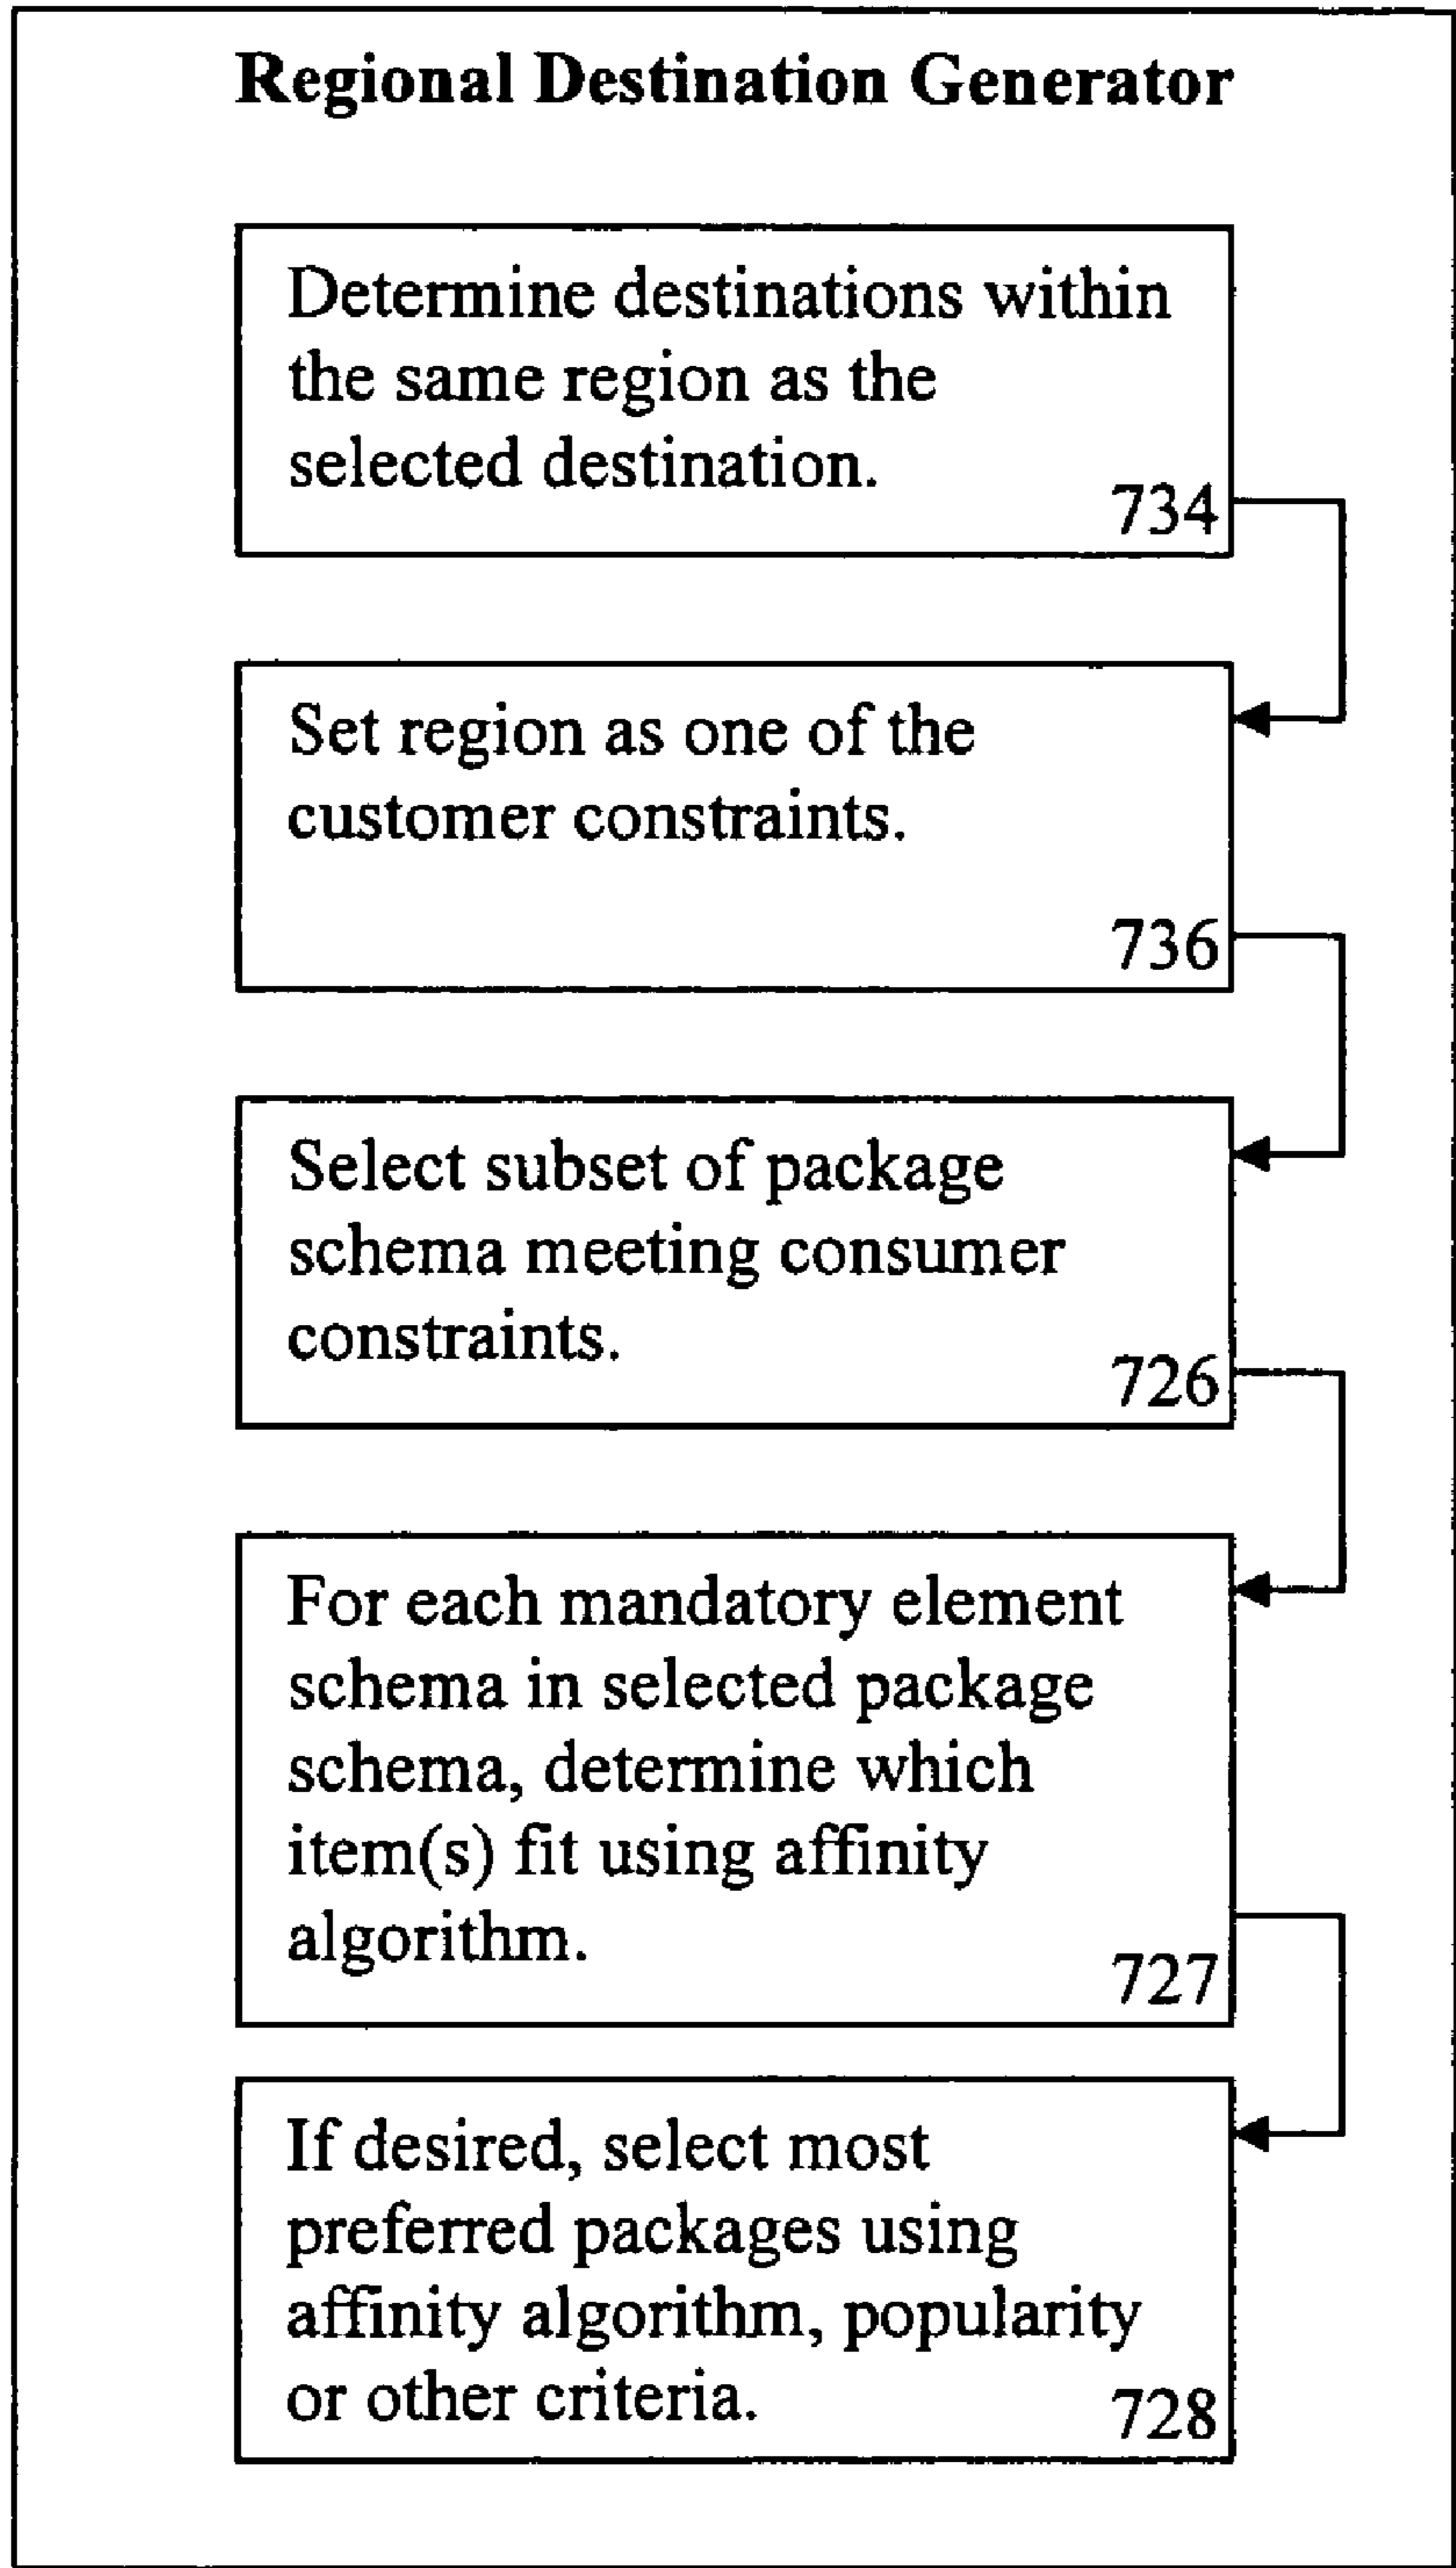 Regional Destination Generator
Determine destinations within
the same region as the
selected destination.
734
Set region as one of the
customer constraints.
736
Select subset of package
schema meeting consumer
constraints.
726
For each mandatory element
schema in selected package
schema, determine which
item(s) fit using affinity
algorithm.
727
If desired, select most
preferred packages using
affinity algorithm, popularity
or other criteria.
728